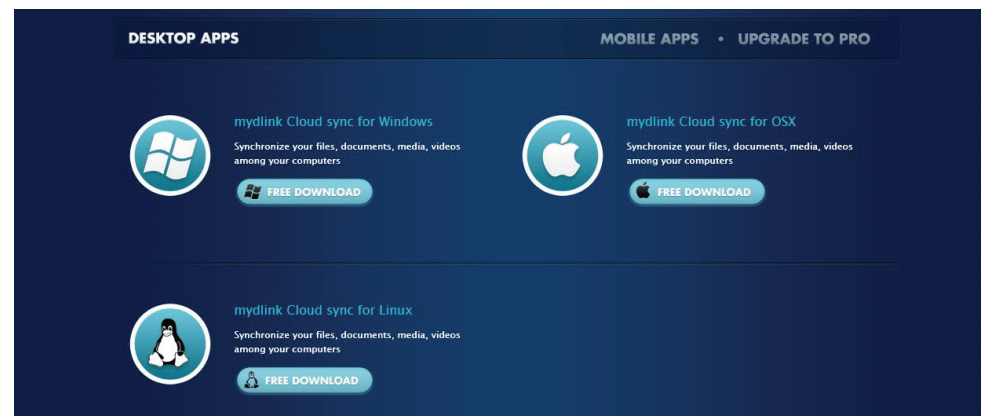 DESKTOP APPS
MOBILE APPS • UPGRADE TO PRO
mydlink Cloud sync for Windows
Synchronize your files, documents, media, videos
among your computers
FREE DOWNLOAD
mydlink Cloud sync for OSX
Synchronize your files, documents, media, videos
among your computers
FREE DOWNLOAD
mydlink Cloud sync for Linux
Synchronize your files, documents, media, videos
among your computers
FREE DOWNLOAD